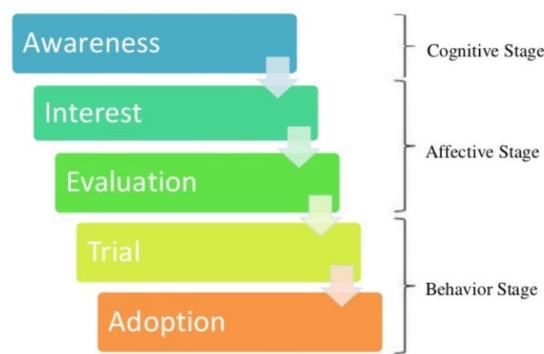 Awareness
Cognitive Stage
Interest
Affective Stage
Evaluation
Trial
Behavior Stage
Adoption